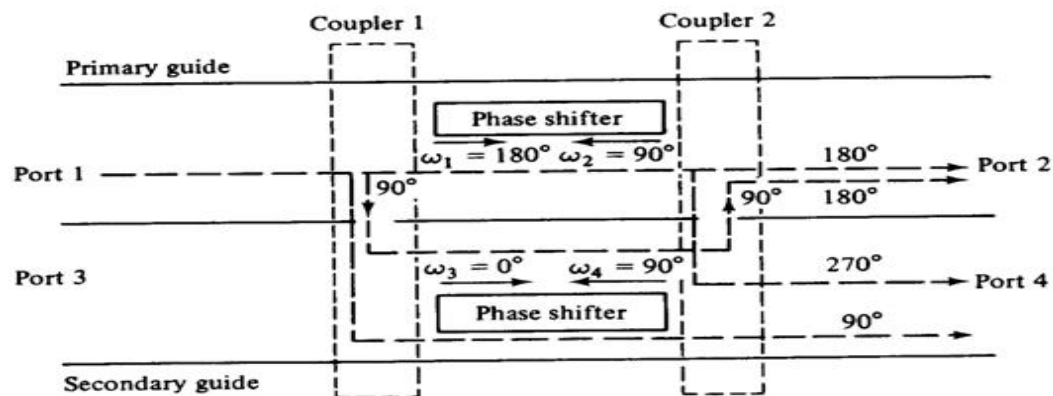 Coupler 1
Coupler 2
Primary guide
Phase shifter
ω₁ = 180° ω₂ = 90°
180°
Port 1
Port 2
90°
90°
180°
ω₃ = 0° ω₄ = 90°
270°
Port 3
Port 4
Phase shifter
90°
Secondary guide